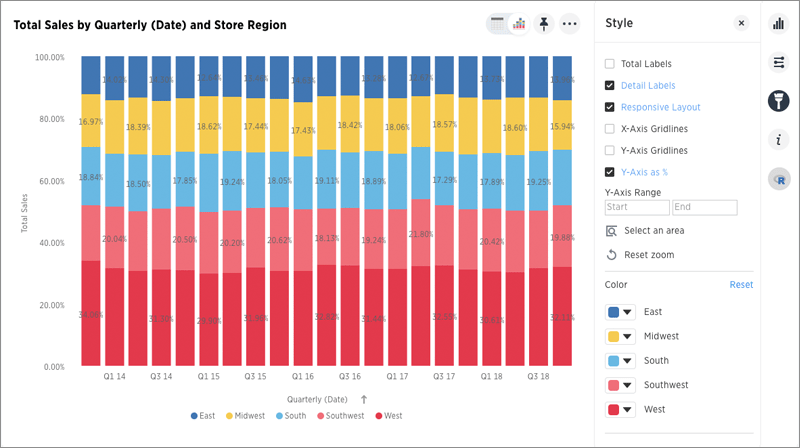 Total Sales by Quarterly (Date) and Store Region
100.00%
80.00%
60.00%
40.00%
20.00%
0.00%
Total Sales
16.97% 18.39% 18.62% 17.44% 17.43% 18.42% 18.06% 18.57% 18.60% 15.94%
18.84% 18.50% 17.85% 19.24% 18.05% 19.11% 18.89% 17.29% 17.89% 19.25%
20.04% 20.50% 20.20% 20.62% 18.13% 19.24% 21.80% 20.42% 19.88%
Q1 14 Q3 14 Q1 15 Q3 15 Q1 16 Q3 16 Q1 17 Q3 17 Q1 18 Q3 18
Quarterly (Date) ↑
East Midwest South Southwest West
Style
Total Labels
Detail Labels
Responsive Layout
X-Axis Gridlines
Y-Axis Gridlines
Y-Axis as %
Y-Axis Range
Start End
Select an area
Reset zoom
Color Reset
East
Midwest
South
Southwest
West
i
R